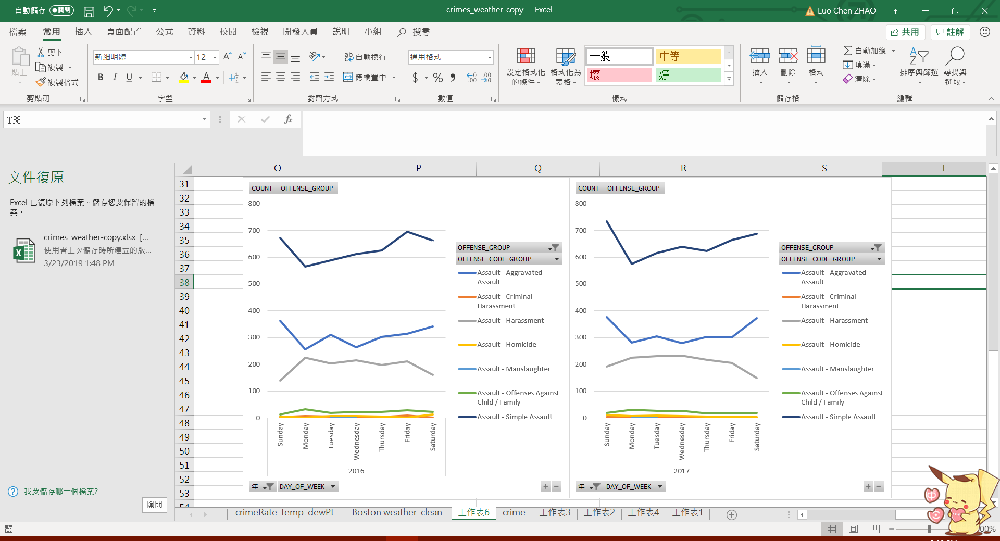 自動儲存 關閉
crimes_weather-copy - Excel
Luo Chen ZHAO
檔案 常用 插入 頁面配置 公式 資料 校閱 檢視 開發人員 說明 小組 搜尋
共用 註解
貼上
剪下
複製
複製格式
剪貼簿
新細明體 12
B I U
字型
自動換行
跨欄置中
對齊方式
通用格式
$ % ,
數值
設定格式化
的條件
格式化為
表格
一般 中等
壞 好
樣式
插入 刪除 格式
儲存格
自動加總
填滿
清除
排序與篩選
尋找與
選取
編輯
T38
fx
文件復原
Excel 已復原下列檔案。儲存您要保留的檔
案。
crimes_weather-copy.xlsx [...
使用者上次儲存時所建立的版...
3/23/2019 1:48 PM
我要儲存哪一個檔案?
關閉
O P Q R S T
31
32
33
34
35
36
37
38
39
40
41
42
43
44
45
46
47
48
49
50
51
52
53
54
COUNT - OFFENSE_GROUP
800
700
600
500
400
300
200
100
0
Sunday
Monday
Tuesday
Wednesday
Thursday
Friday
Saturday
2016
OFFENSE_GROUP
OFFENSE_CODE_GROUP
Assault - Aggravated
Assault
Assault - Criminal
Harassment
Assault - Harassment
Assault - Homicide
Assault - Manslaughter
Assault - Offenses Against
Child / Family
Assault - Simple Assault
年 DAY_OF_WEEK
+ −
COUNT - OFFENSE_GROUP
800
700
600
500
400
300
200
100
0
Sunday
Monday
Tuesday
Wednesday
Thursday
Friday
Saturday
2017
OFFENSE_GROUP
OFFENSE_CODE_GROUP
Assault - Aggravated
Assault
Assault - Criminal
Harassment
Assault - Harassment
Assault - Homicide
Assault - Manslaughter
Assault - Offenses Against
Child / Family
Assault - Simple Assault
年 DAY_OF_WEEK
+ −
crimeRate_temp_dewPt Boston weather_clean 工作表6 crime 工作表3 工作表2 工作表4 工作表1
00%